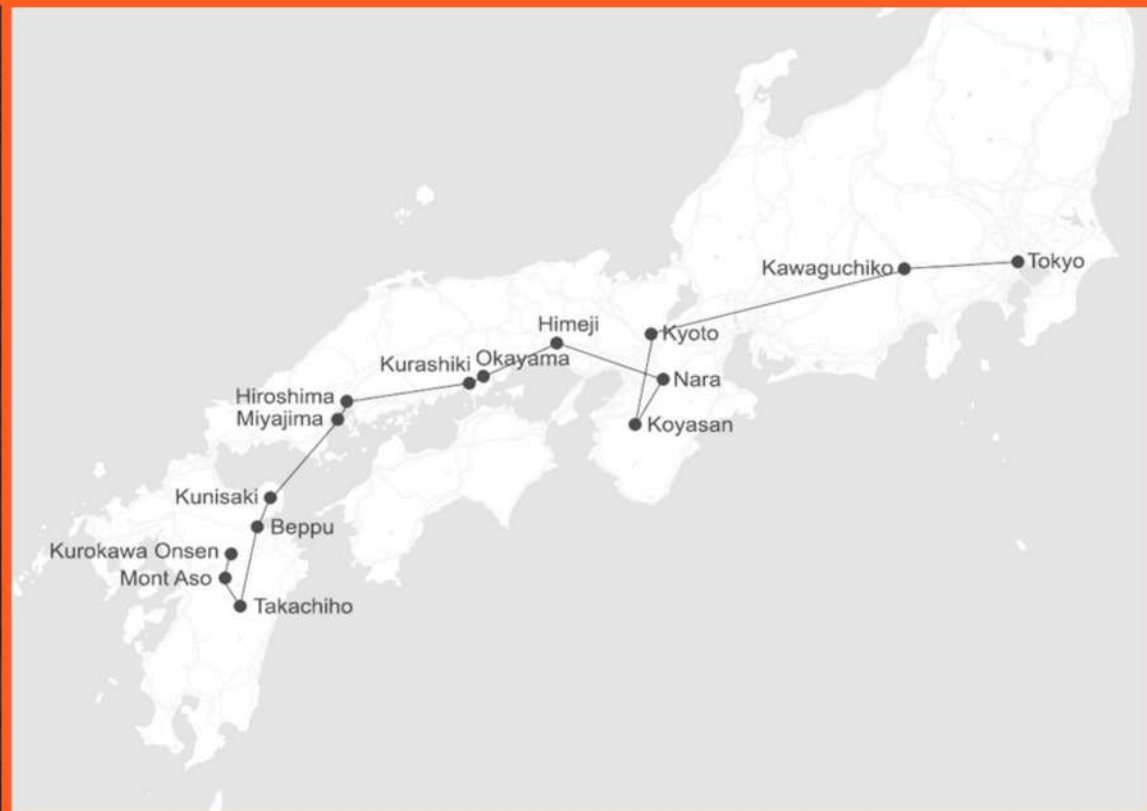 Tokyo
Kawaguchiko
Himeji
Kyoto
Okayama
Kurashiki
Nara
Hiroshima
Miyajima
Koyasan
Kunisaki
Beppu
Kurokawa Onsen
Mont Aso
Takachiho